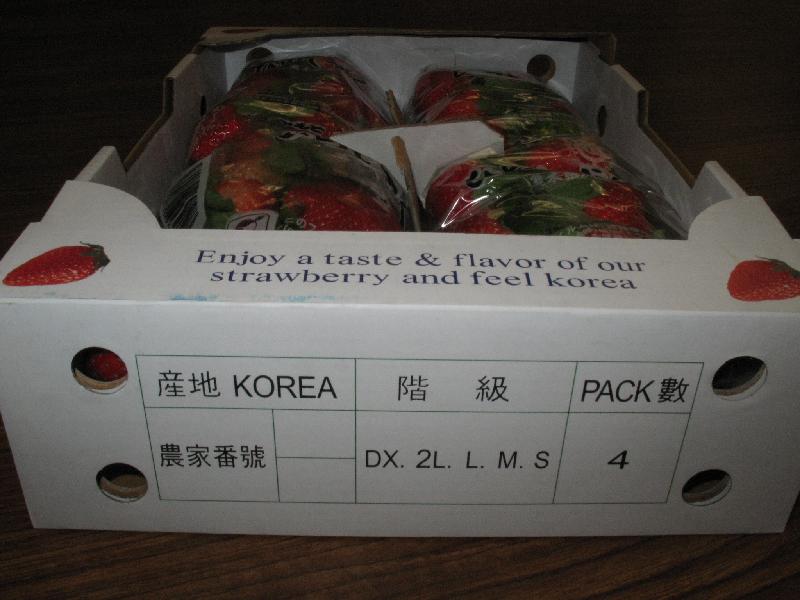 Enjoy a taste & flavor of our
strawberry and feel korea
産地 KOREA
階 級
PACK 數
農家番號
DX. 2L. L. M. S
4